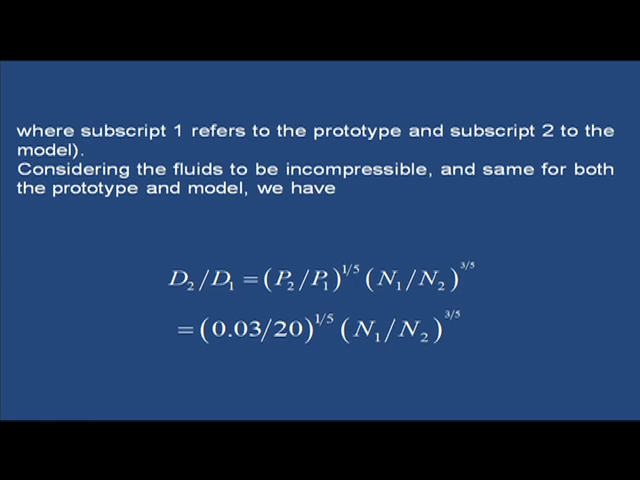 where subscript 1 refers to the prototype and subscript 2 to the
model).
Considering the fluids to be incompressible, and same for both
the prototype and model, we have
D₂/D₁ = (P₂/P₁)^{1/5} (N₁/N₂)^{3/5}
= (0.03/20)^{1/5} (N₁/N₂)^{3/5}